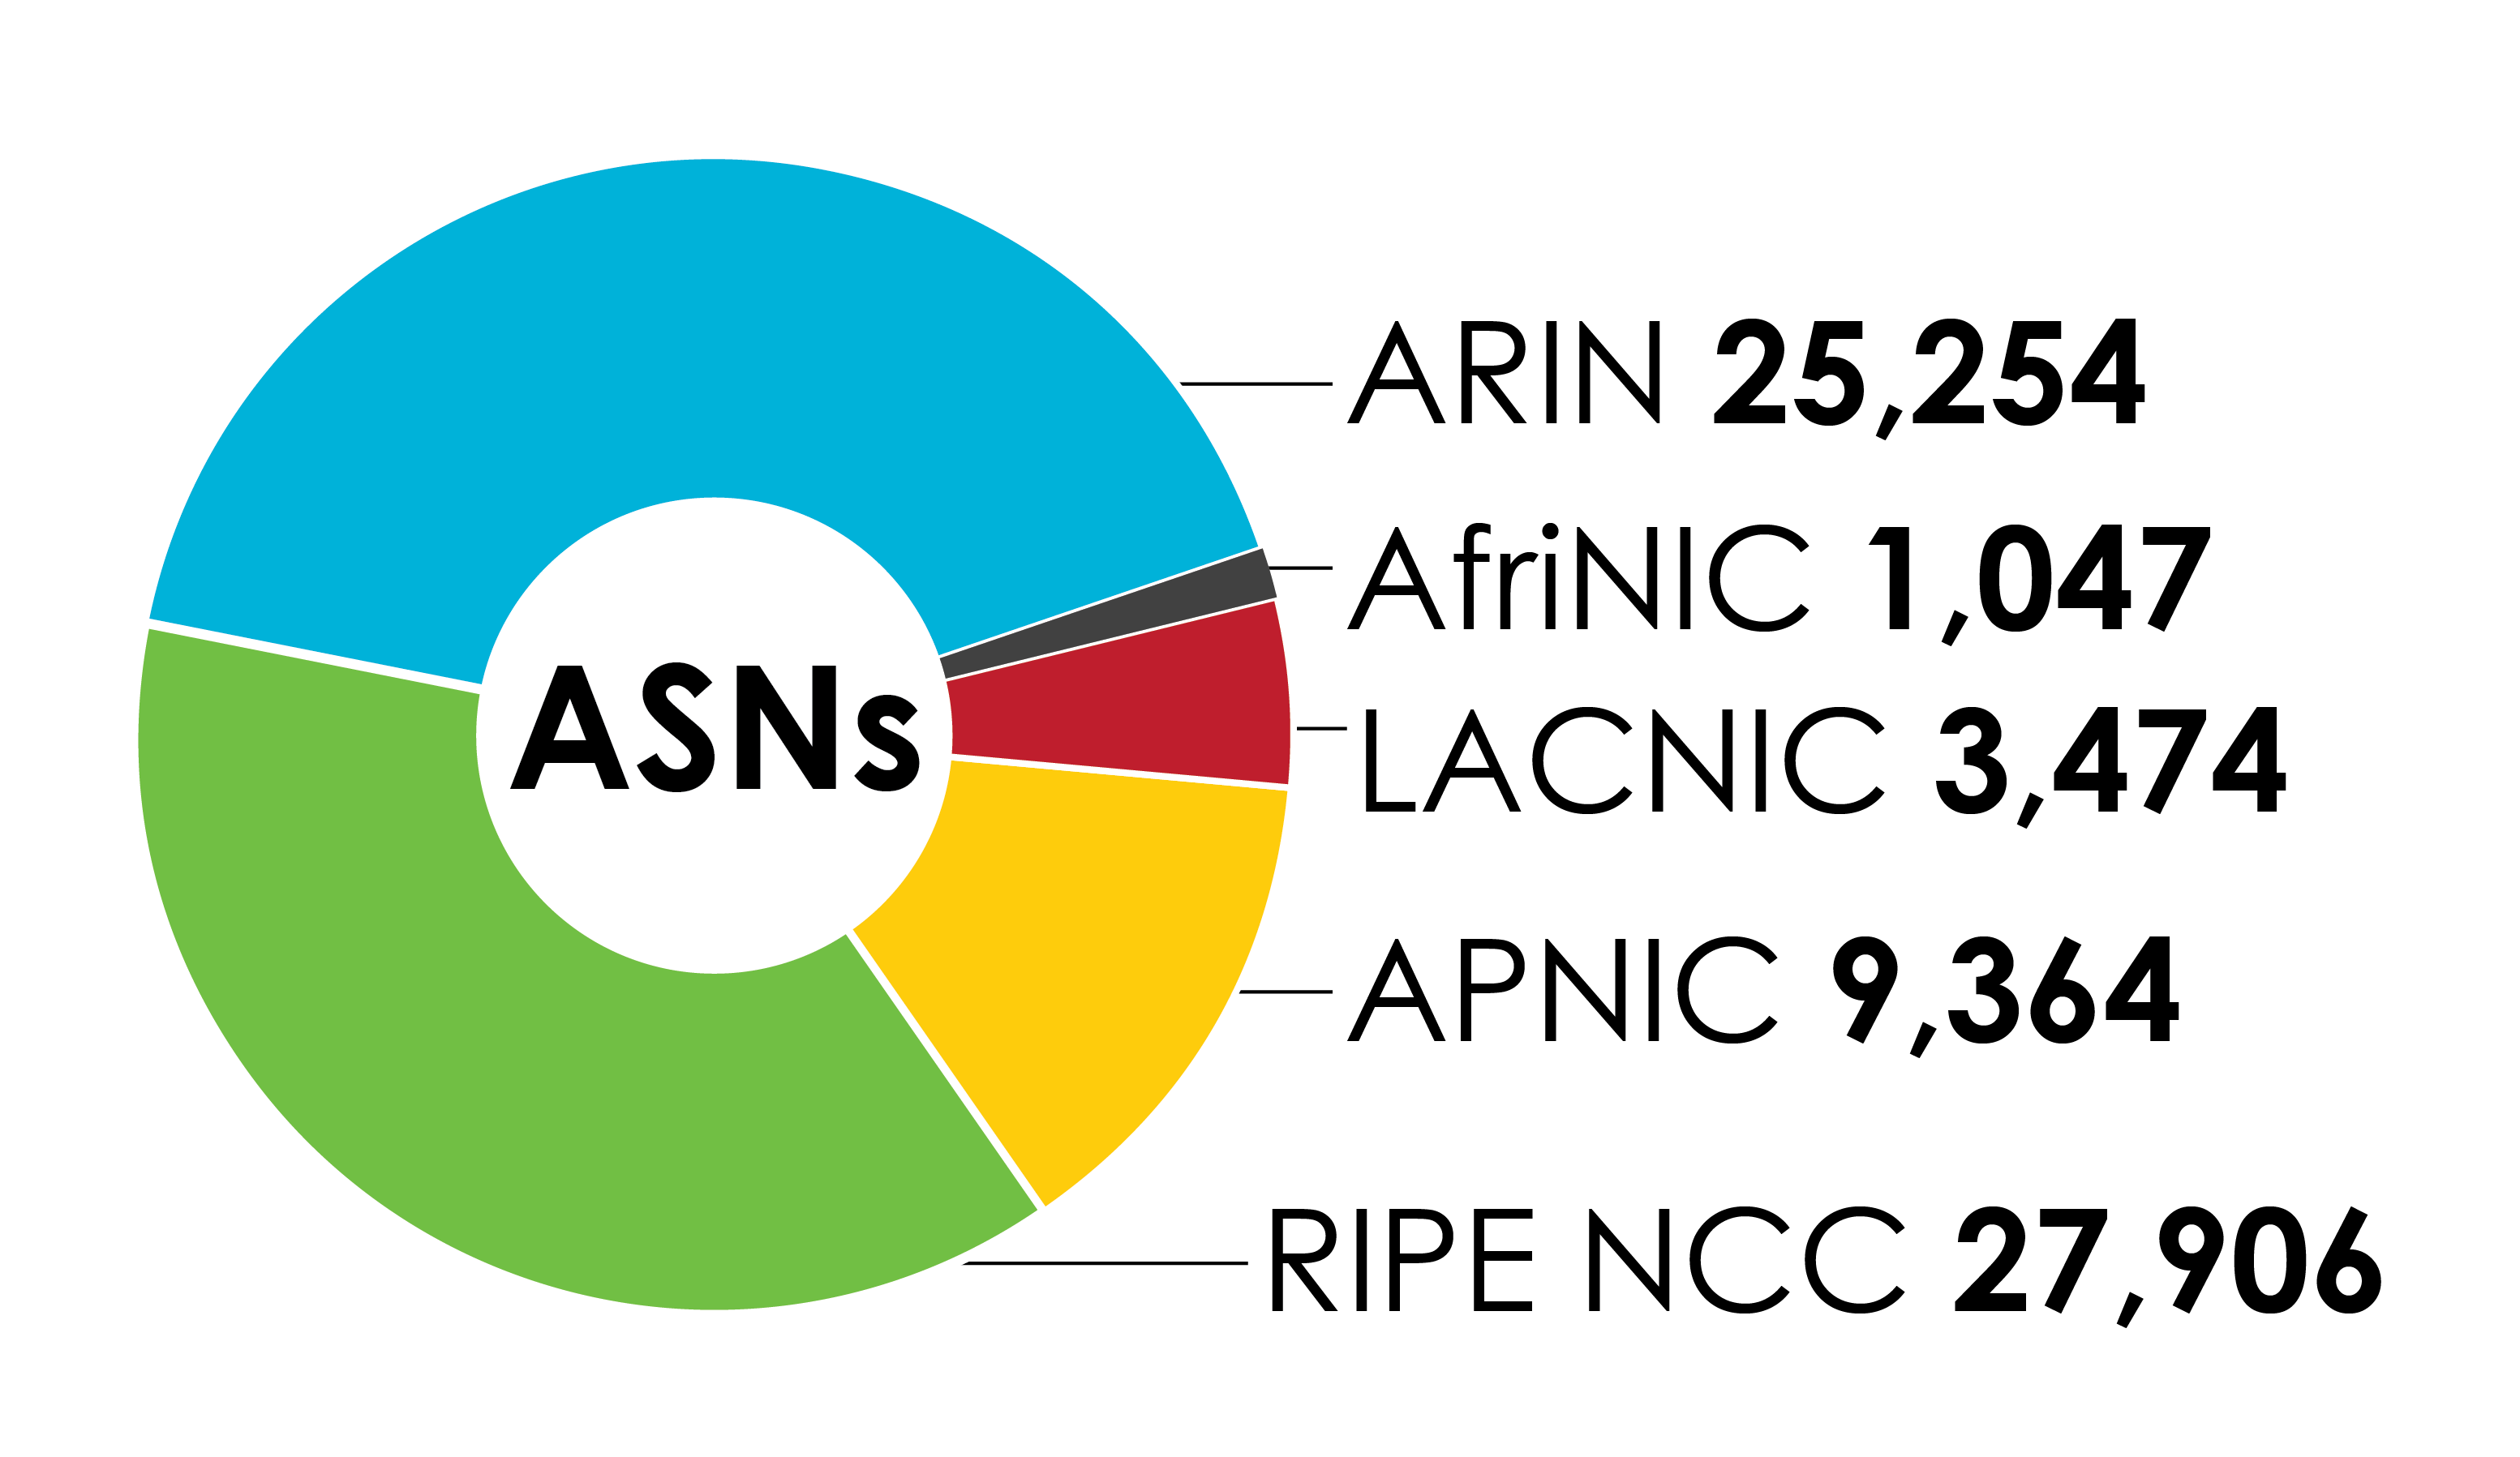 ASNs
ARIN 25,254
AfriNIC 1,047
LACNIC 3,474
APNIC 9,364
RIPE NCC 27,906